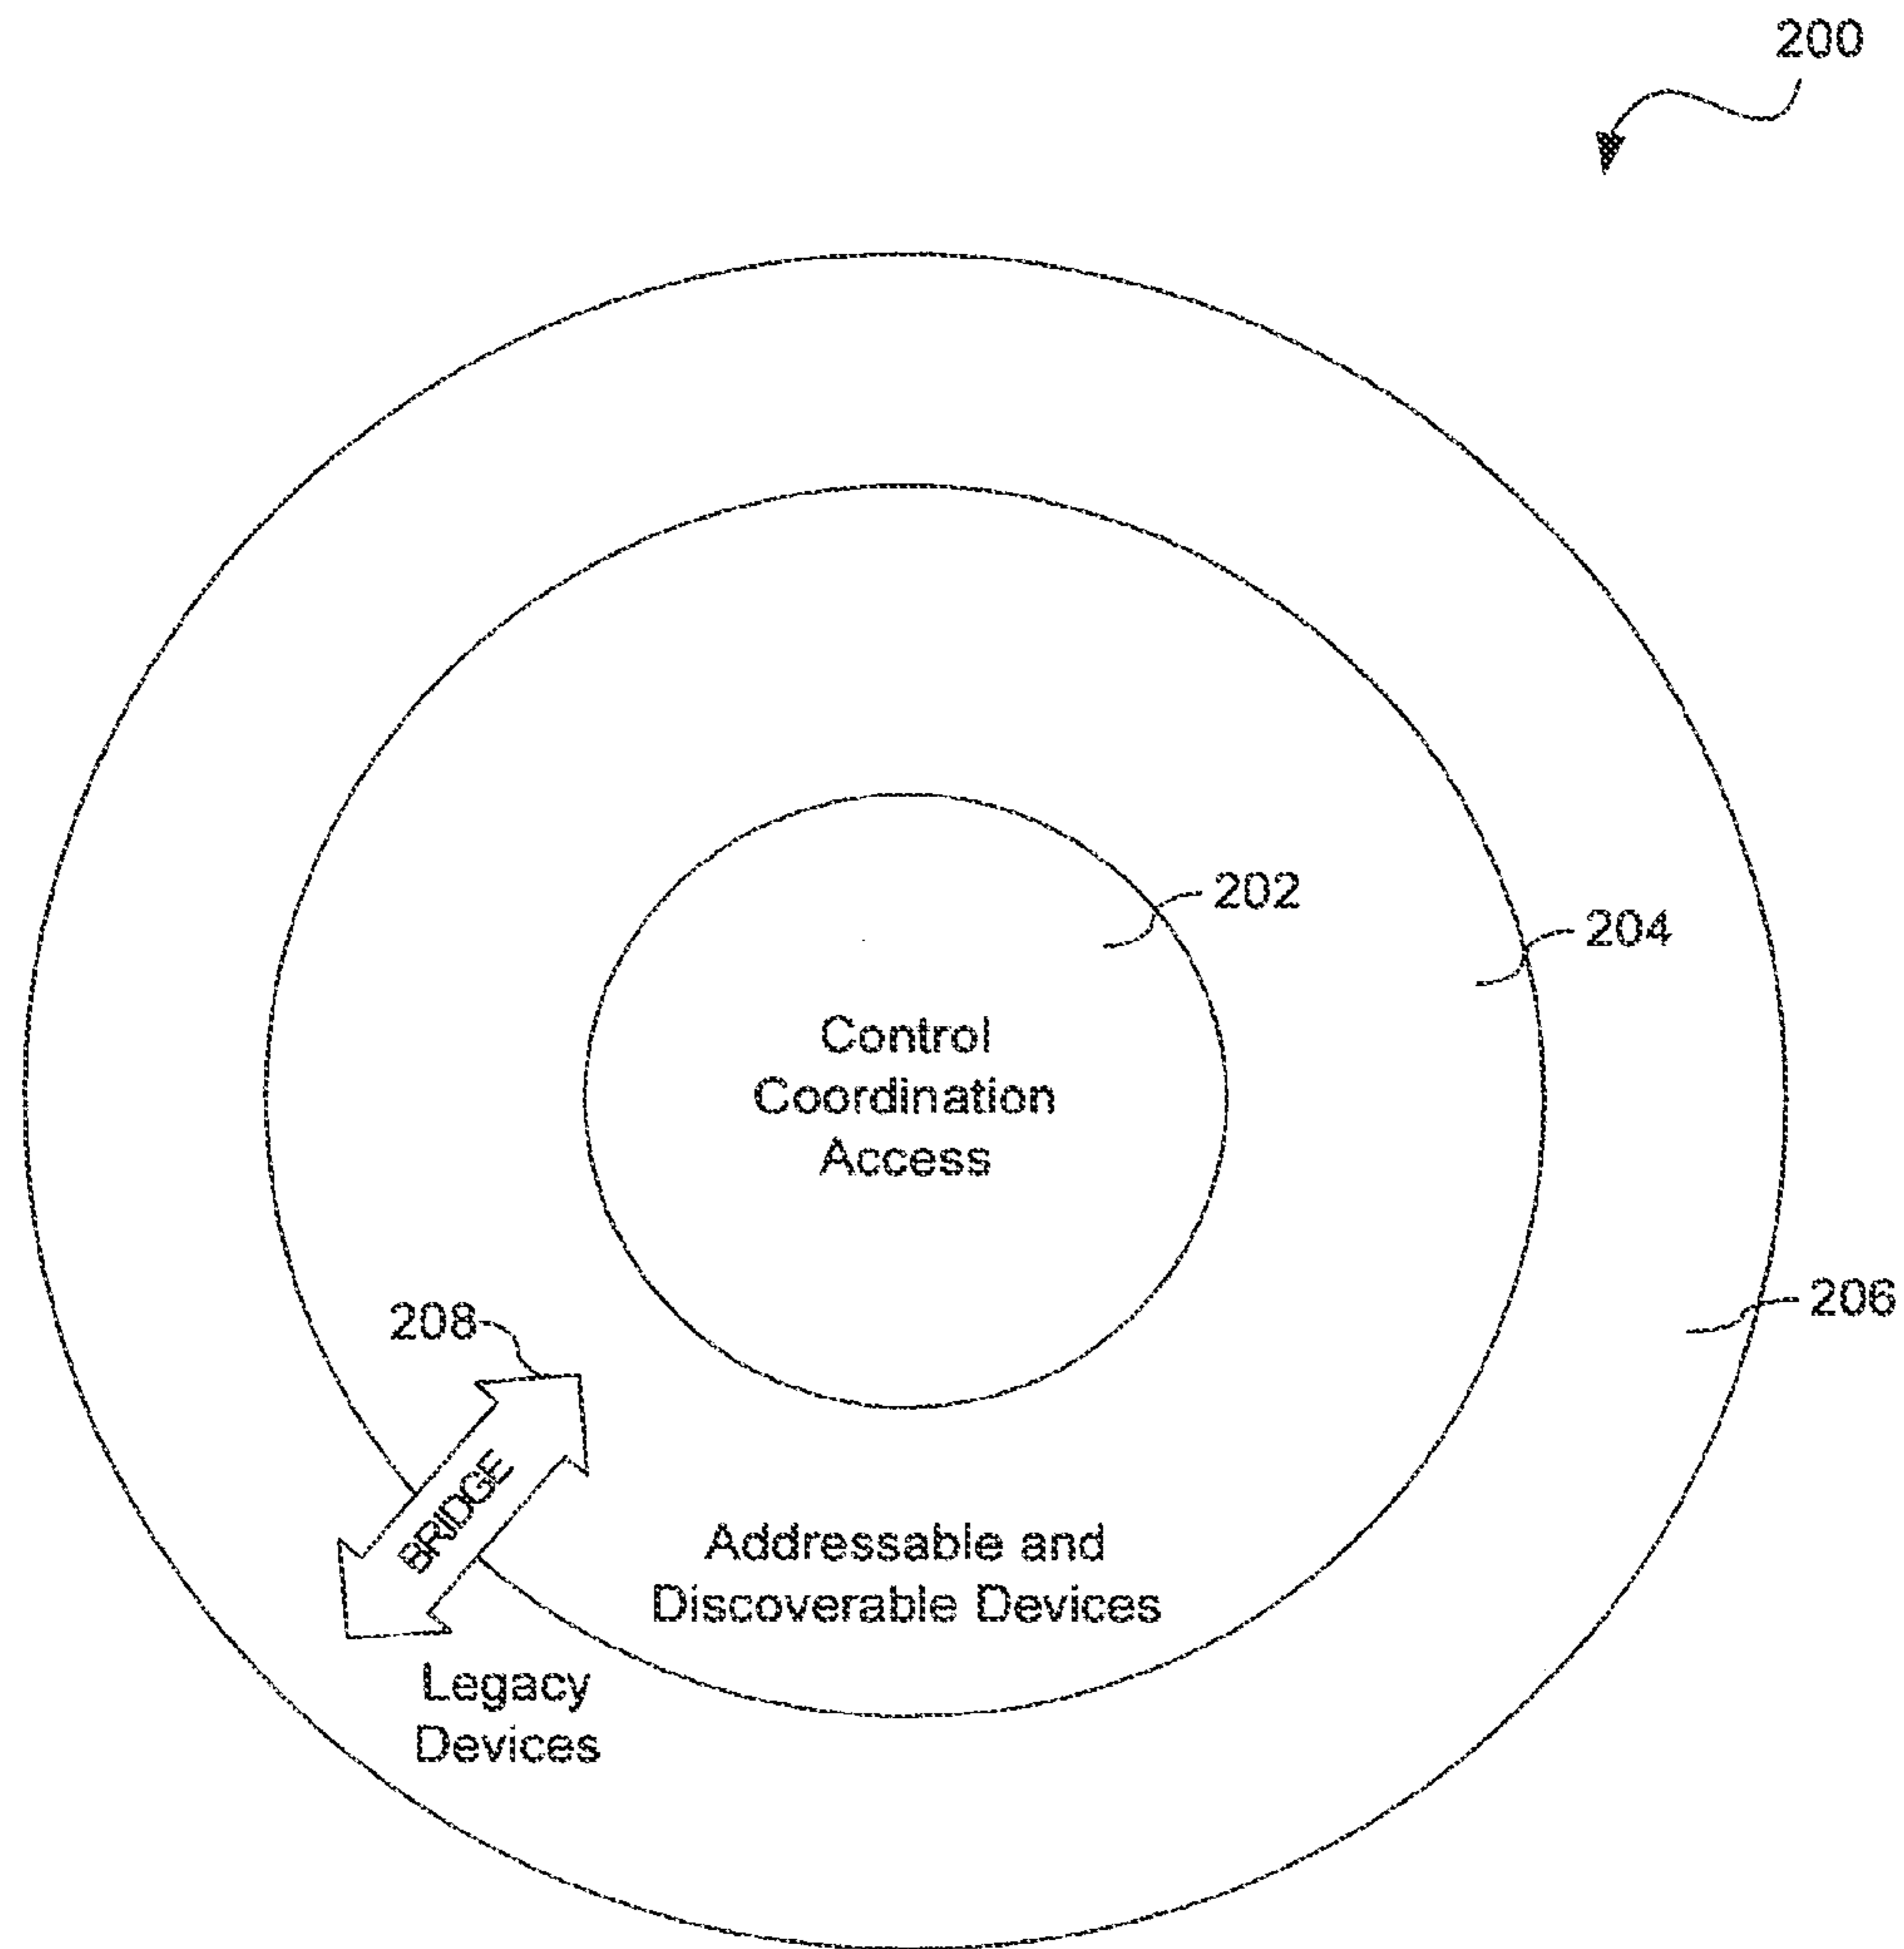 200
202
204
Control
Coordination
Access
206
208
BRIDGE
Addressable and
Discoverable Devices
Legacy
Devices